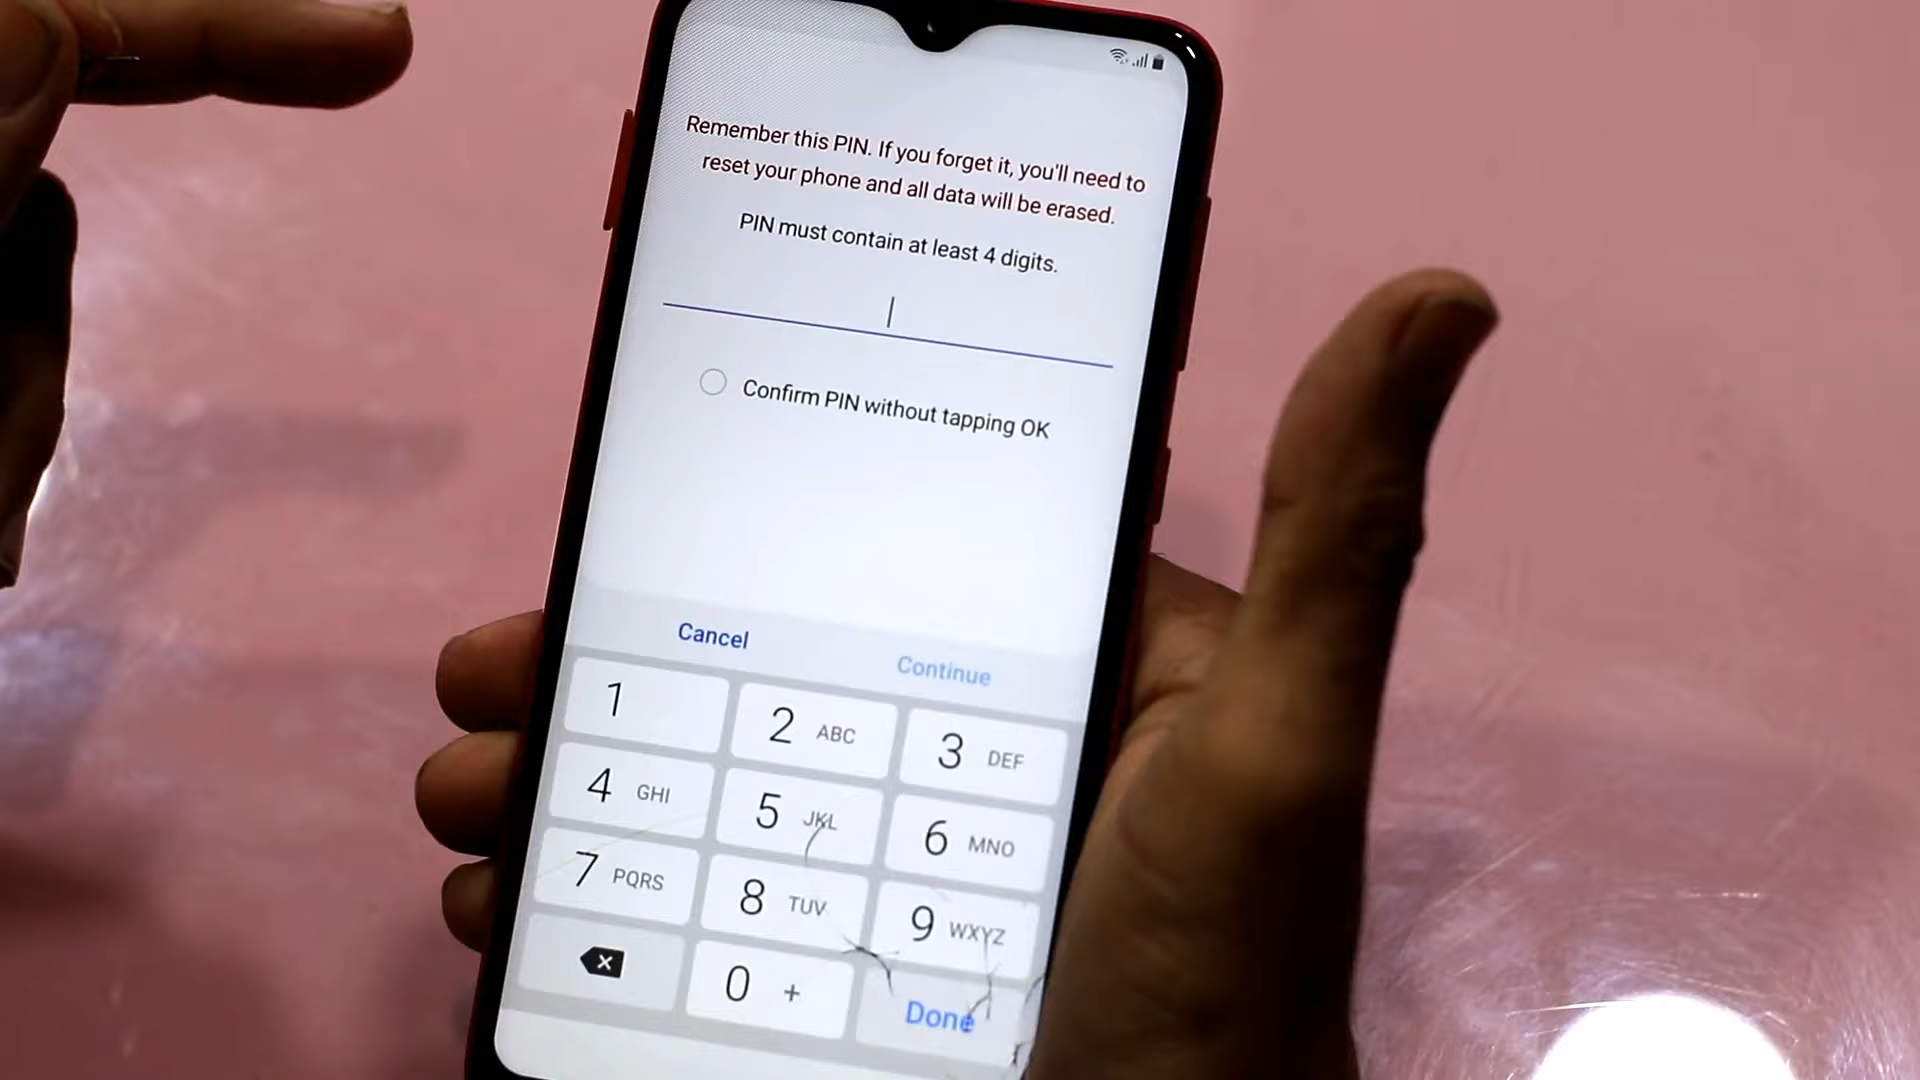 Remember this PIN. If you forget it, you'll need to
reset your phone and all data will be erased.
PIN must contain at least 4 digits.
Confirm PIN without tapping OK
Cancel
Continue
1
2 ABC
3 DEF
4 GHI
5 JKL
6 MNO
7 PQRS
8 TUV
9 WXYZ
0 +
Done